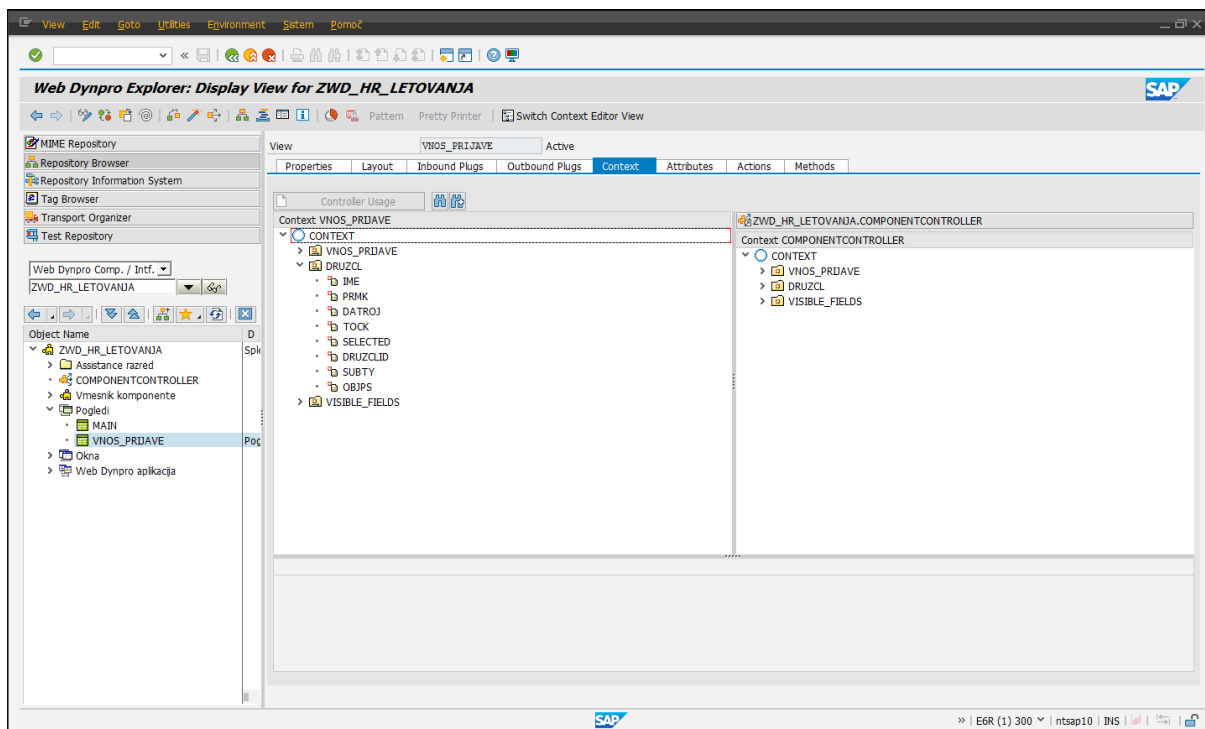 View Edit Goto Utilities Environment Sistem Pomoč
Web Dynpro Explorer: Display View for ZWD_HR_LETOVANJA
SAP
Pattern Pretty Printer Switch Context Editor View
MIME Repository
Repository Browser
Repository Information System
Tag Browser
Transport Organizer
Test Repository
Web Dynpro Comp. / Intf.
ZWD_HR_LETOVANJA
Object Name D
ZWD_HR_LETOVANJA Sple
Assistance razred
COMPONENTCONTROLLER
Vmesnik komponente
Pogledi
MAIN
VNOS_PRIJAVE Pog
Okna
Web Dynpro aplikacija
View VNOS_PRIJAVE Active
Properties Layout Inbound Plugs Outbound Plugs Context Attributes Actions Methods
Controller Usage
Context VNOS_PRIJAVE
CONTEXT
VNOS_PRIJAVE
DRUZCL
IME
PRMK
DATROJ
TOCK
SELECTED
DRUZCLID
SUBTY
OBJPS
VISIBLE_FIELDS
ZWD_HR_LETOVANJA.COMPONENTCONTROLLER
Context COMPONENTCONTROLLER
CONTEXT
VNOS_PRIJAVE
DRUZCL
VISIBLE_FIELDS
SAP
E6R (1) 300 ntsap10 INS